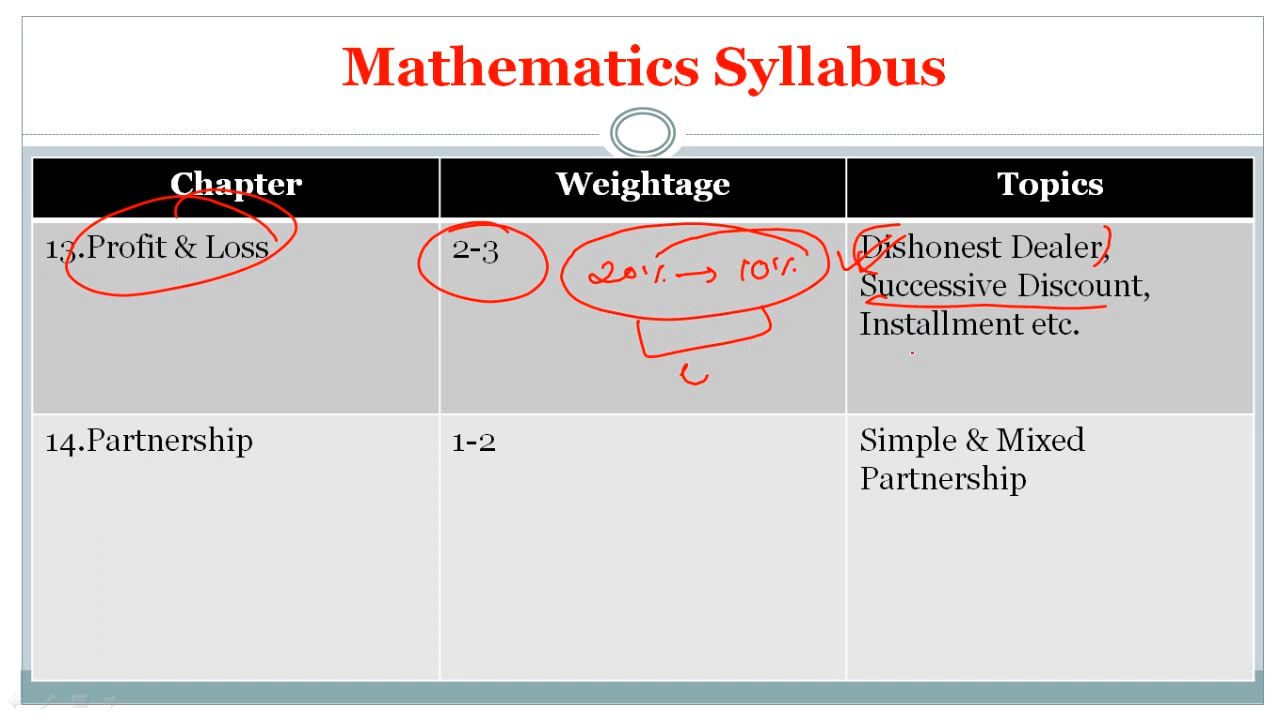 Mathematics Syllabus
Chapter Weightage Topics
13.Profit & Loss 2-3 20% → 10% Dishonest Dealer,
Successive Discount,
Installment etc.
14.Partnership 1-2 Simple & Mixed
Partnership